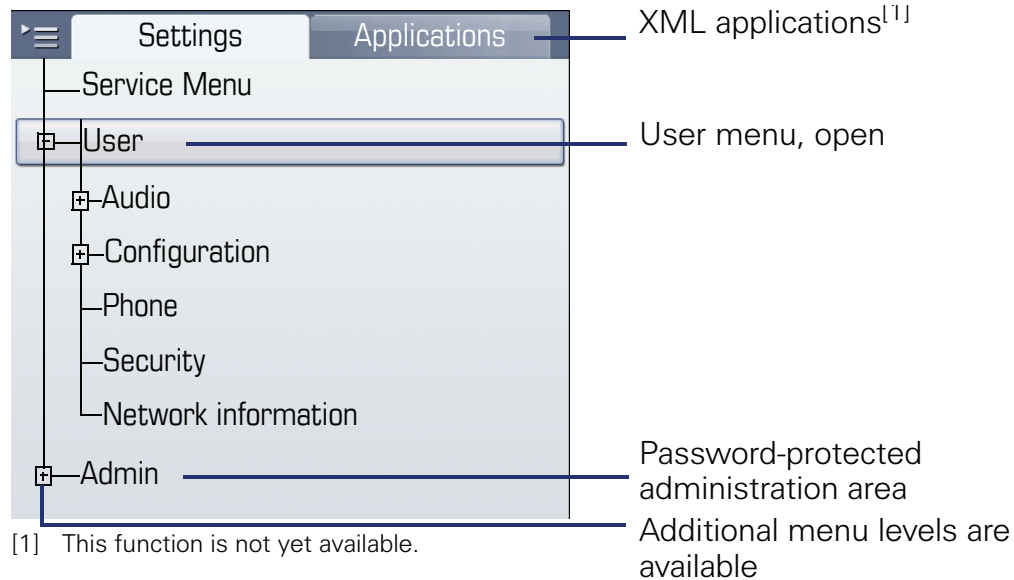 Settings Applications XML applications[1]
Service Menu
User User menu, open
Audio
Configuration
Phone
Security
Network information
Admin Password-protected
administration area
Additional menu levels are
available
[1] This function is not yet available.